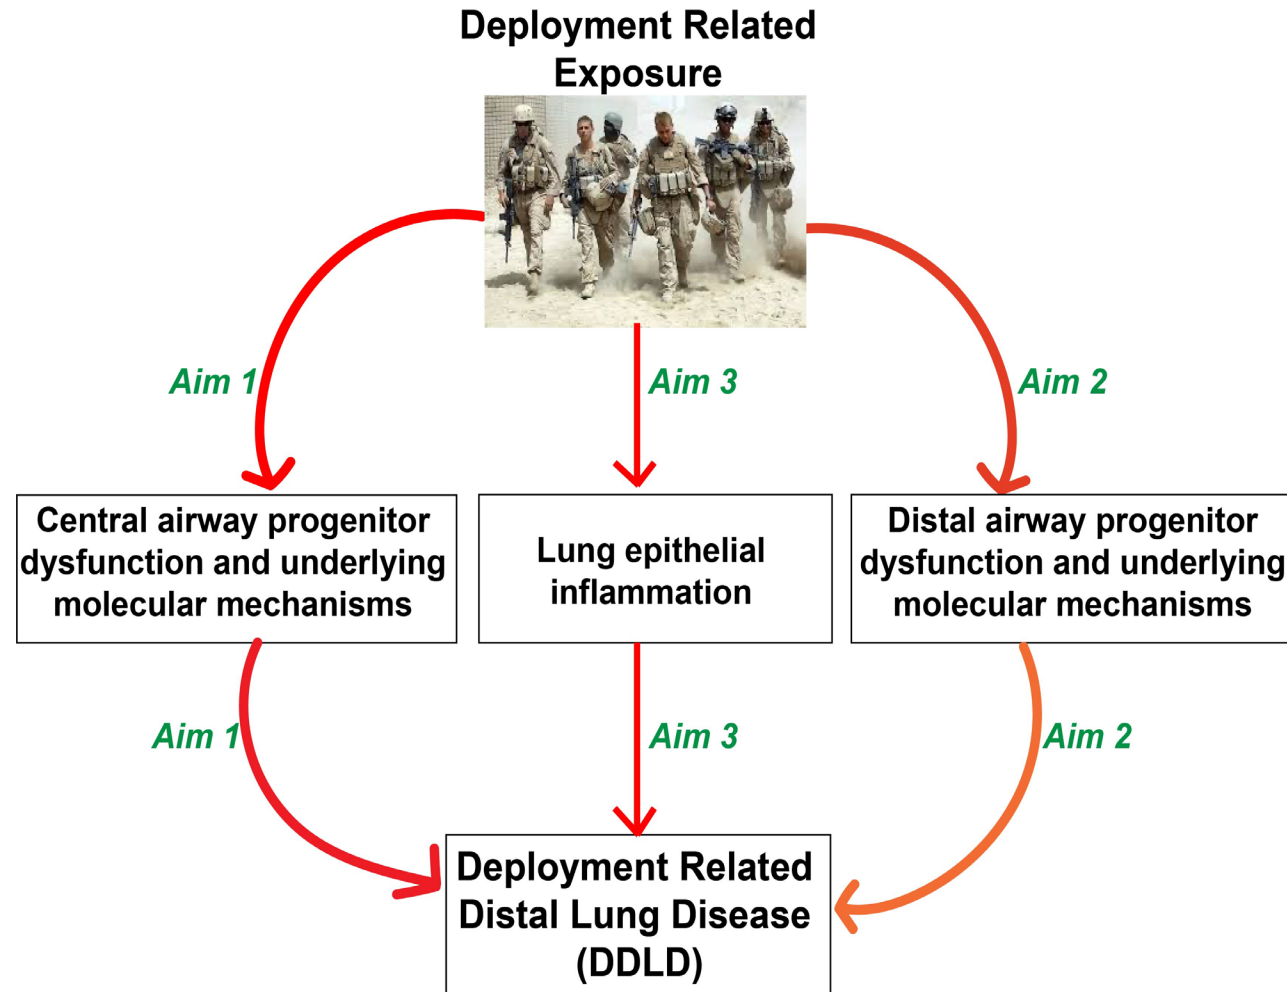 Deployment Related
Exposure
Aim 1
Aim 3
Aim 2
Central airway progenitor
dysfunction and underlying
molecular mechanisms
Lung epithelial
inflammation
Distal airway progenitor
dysfunction and underlying
molecular mechanisms
Aim 1
Aim 3
Aim 2
Deployment Related
Distal Lung Disease
(DDLD)